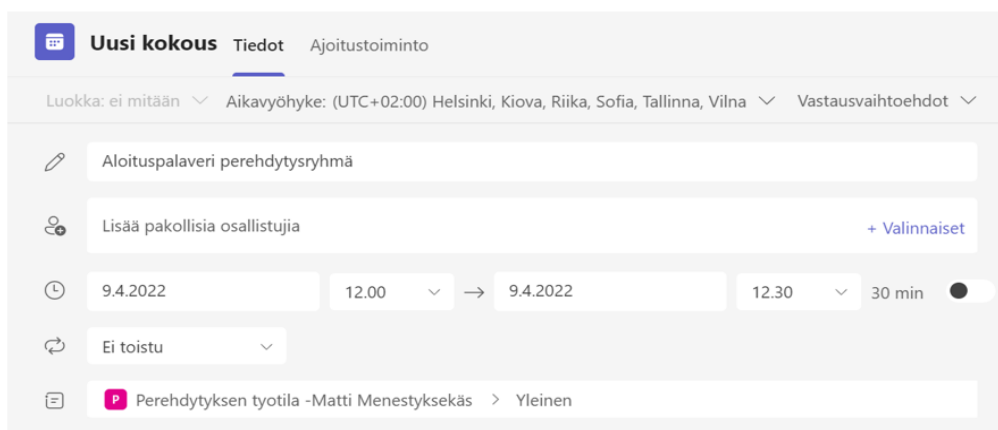 Uusi kokous Tiedot Ajoitustoiminto
Luokka: ei mitään Aikavyöhyke: (UTC+02:00) Helsinki, Kiova, Riika, Sofia, Tallinna, Vilna Vastausvaihtoehdot
Aloituspalaveri perehdytysryhmä
Lisää pakollisia osallistujia + Valinnaiset
9.4.2022 12.00 → 9.4.2022 12.30 30 min
Ei toistu
P Perehdytyksen tyotila -Matti Menestyksekäs > Yleinen